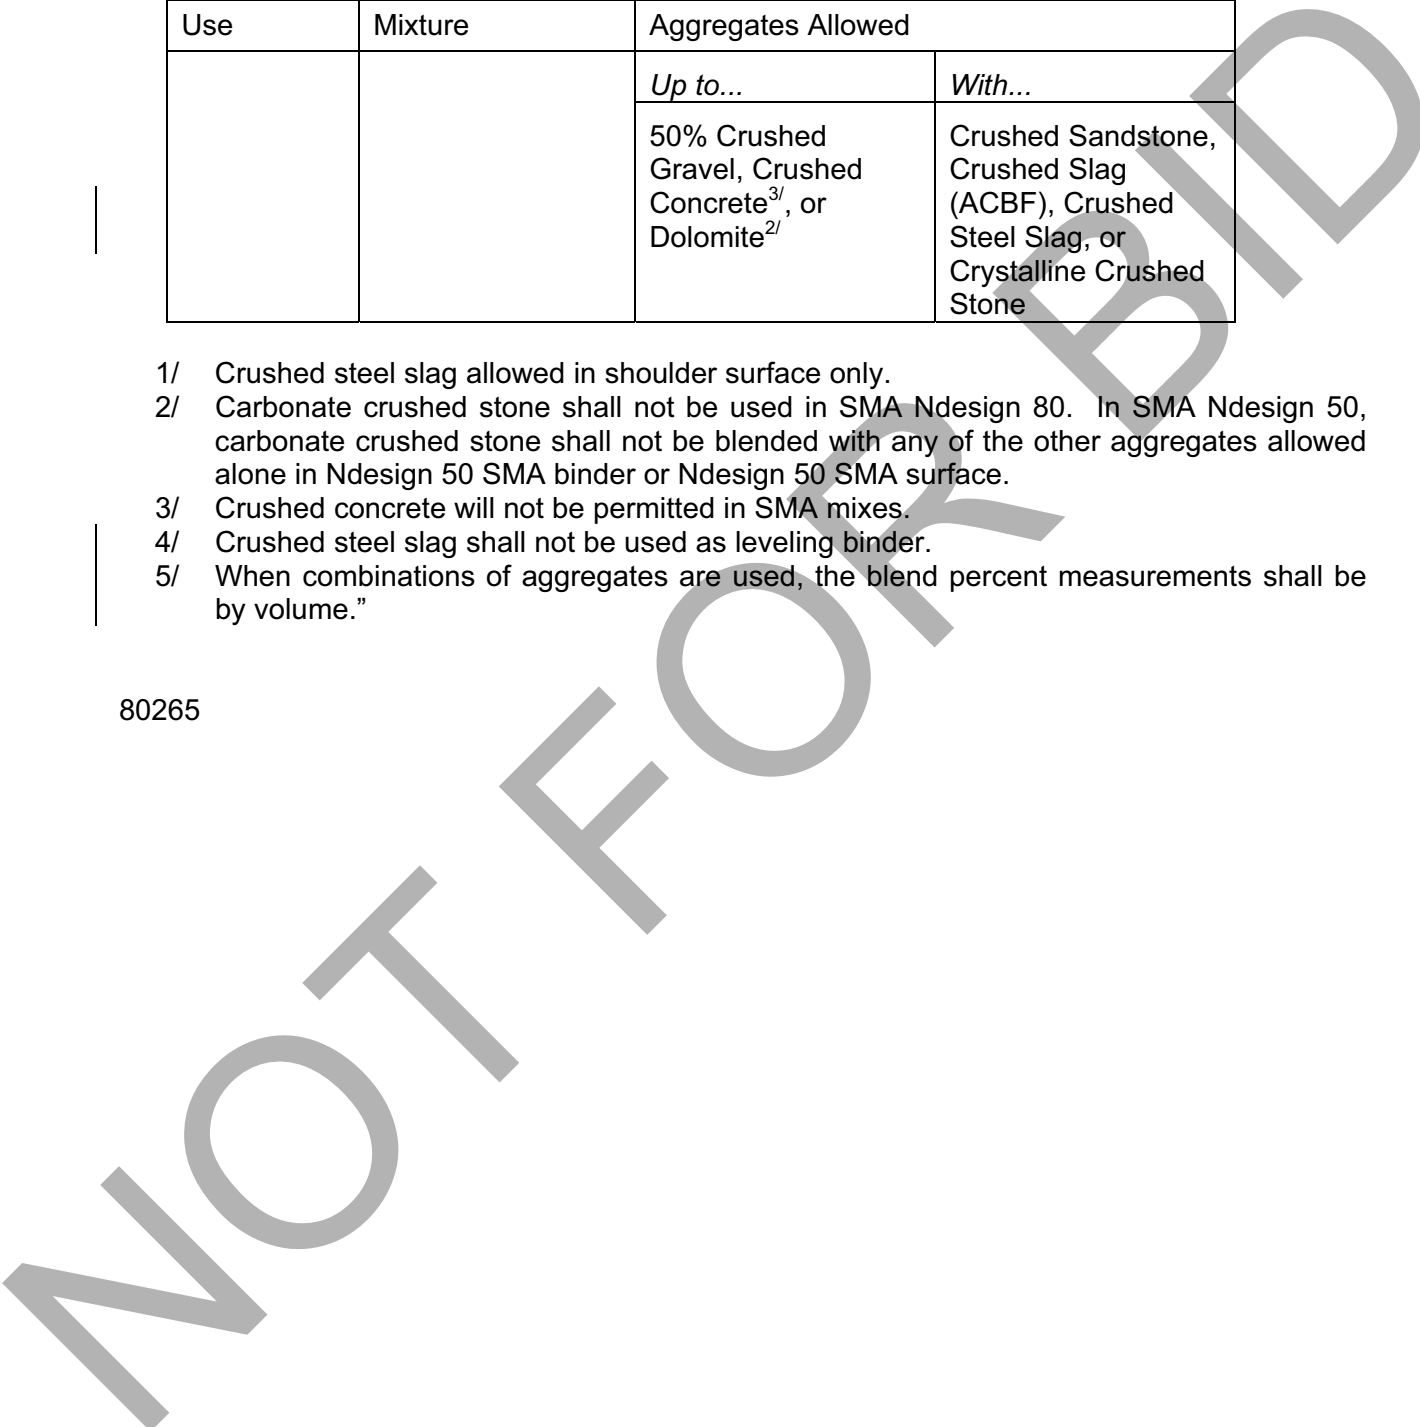 Use Mixture Aggregates Allowed
Up to... With...
50% Crushed
Gravel, Crushed
Concrete3/, or
Dolomite2/
Crushed Sandstone,
Crushed Slag
(ACBF), Crushed
Steel Slag, or
Crystalline Crushed
Stone
1/ Crushed steel slag allowed in shoulder surface only.
2/ Carbonate crushed stone shall not be used in SMA Ndesign 80. In SMA Ndesign 50,
carbonate crushed stone shall not be blended with any of the other aggregates allowed
alone in Ndesign 50 SMA binder or Ndesign 50 SMA surface.
3/ Crushed concrete will not be permitted in SMA mixes.
4/ Crushed steel slag shall not be used as leveling binder.
5/ When combinations of aggregates are used, the blend percent measurements shall be
by volume.”
80265
NOT FOR BID